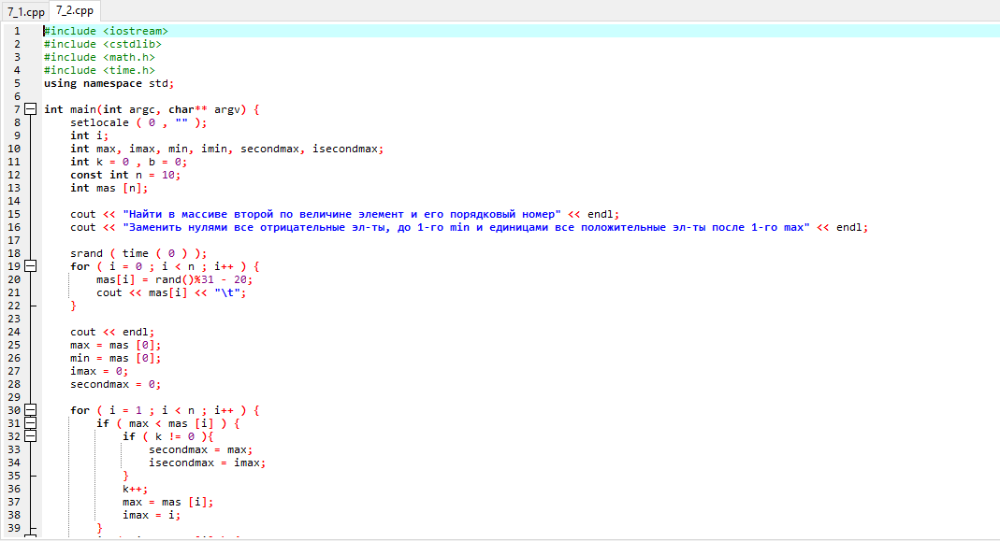 7_1.cpp 7_2.cpp
1 #include <iostream>
2 #include <cstdlib>
3 #include <math.h>
4 #include <time.h>
5 using namespace std;
6
7 int main(int argc, char** argv) {
8 setlocale ( 0 , "" );
9 int i;
10 int max, imax, min, imin, secondmax, isecondmax;
11 int k = 0 , b = 0;
12 const int n = 10;
13 int mas [n];
14
15 cout << "Найти в массиве второй по величине элемент и его порядковый номер" << endl;
16 cout << "Заменить нулями все отрицательные эл-ты, до 1-го min и единицами все положительные эл-ты после 1-го max" << endl;
17
18 srand ( time ( 0 ) );
19 for ( i = 0 ; i < n ; i++ ) {
20 mas[i] = rand()%31 - 20;
21 cout << mas[i] << "\t";
22 }
23
24 cout << endl;
25 max = mas [0];
26 min = mas [0];
27 imax = 0;
28 secondmax = 0;
29
30 for ( i = 1 ; i < n ; i++ ) {
31 if ( max < mas [i] ) {
32 if ( k != 0 ){
33 secondmax = max;
34 isecondmax = imax;
35 }
36 k++;
37 max = mas [i];
38 imax = i;
39 }